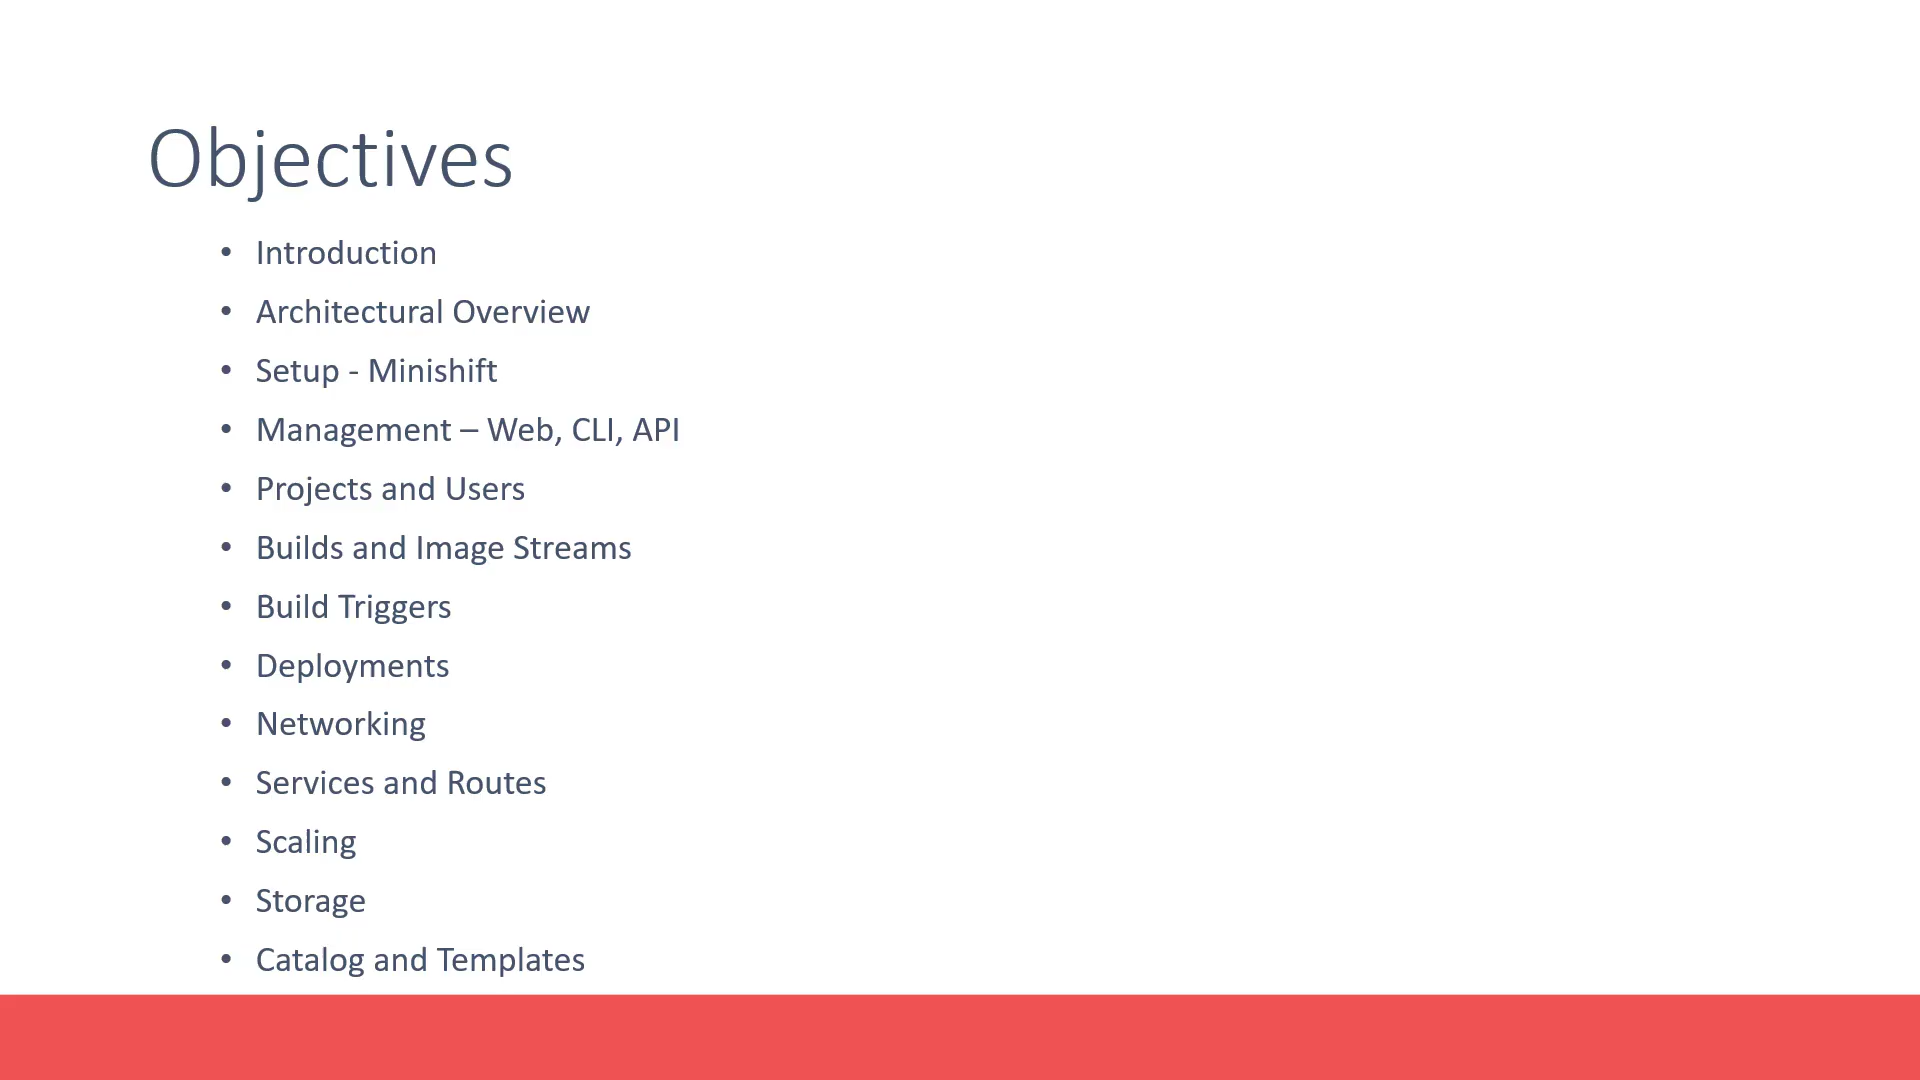 Objectives
• Introduction
• Architectural Overview
• Setup - Minishift
• Management – Web, CLI, API
• Projects and Users
• Builds and Image Streams
• Build Triggers
• Deployments
• Networking
• Services and Routes
• Scaling
• Storage
• Catalog and Templates